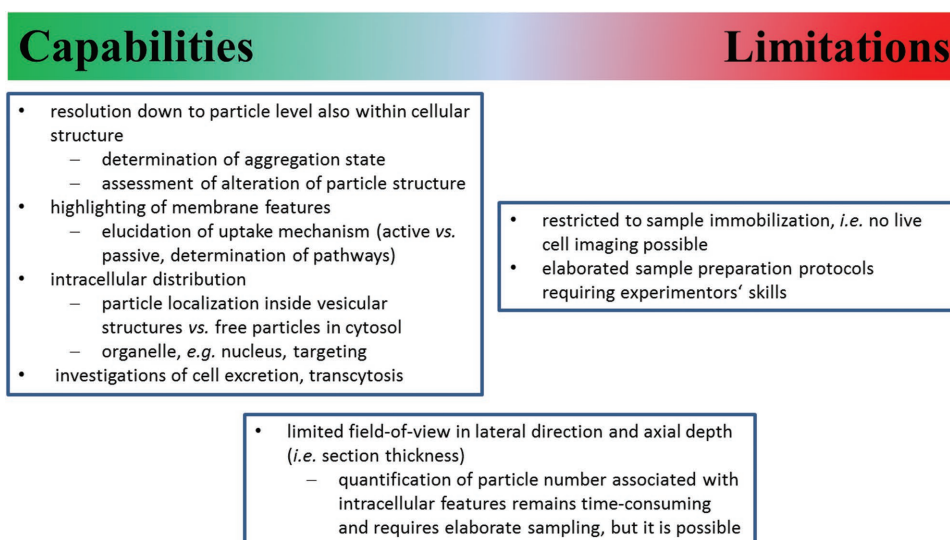 Capabilities
Limitations
• resolution down to particle level also within cellular
structure
– determination of aggregation state
– assessment of alteration of particle structure
• highlighting of membrane features
– elucidation of uptake mechanism (active vs.
passive, determination of pathways)
• intracellular distribution
– particle localization inside vesicular
structures vs. free particles in cytosol
– organelle, e.g. nucleus, targeting
• investigations of cell excretion, transcytosis
• restricted to sample immobilization, i.e. no live
cell imaging possible
• elaborated sample preparation protocols
requiring experimentors‘ skills
• limited field-of-view in lateral direction and axial depth
(i.e. section thickness)
– quantification of particle number associated with
intracellular features remains time-consuming
and requires elaborate sampling, but it is possible